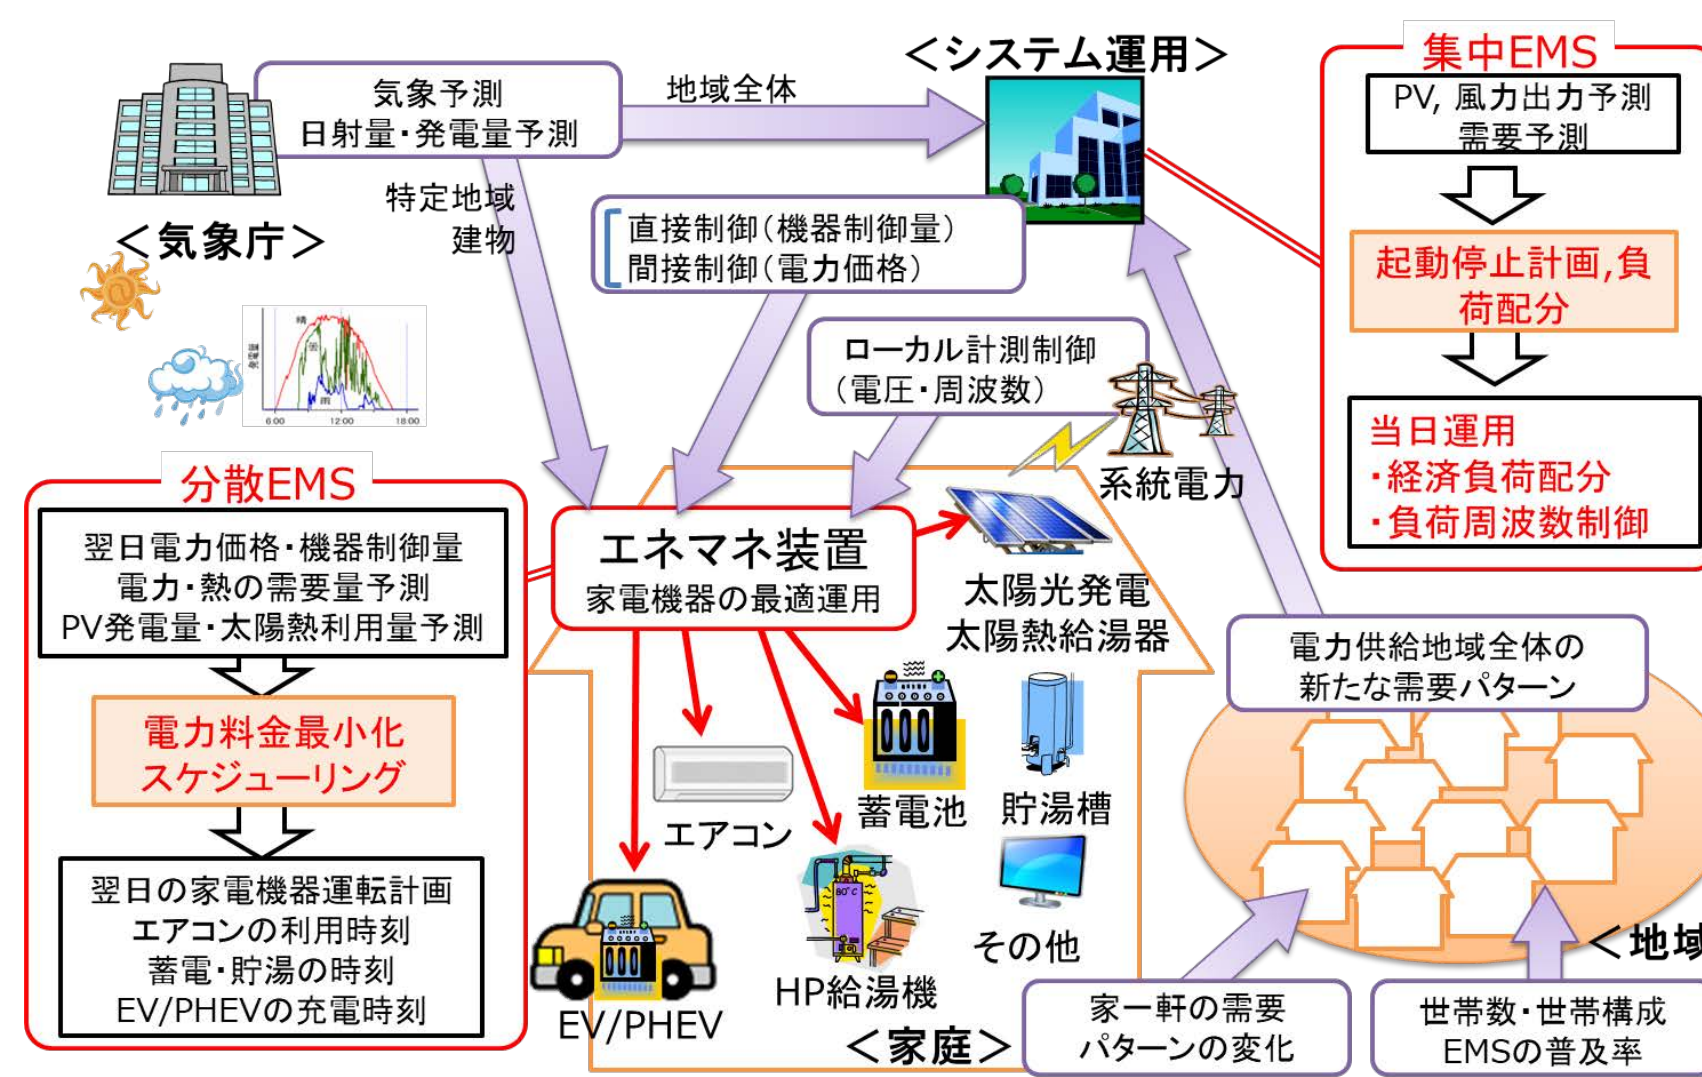 ＜システム運用＞
集中EMS
気象予測
日射量・発電量予測
地域全体
PV, 風力出力予測
需要予測
特定地域
建物
＜気象庁＞
直接制御（機器制御量）
間接制御（電力価格）
起動停止計画,負
荷配分
ローカル計測制御
（電圧・周波数）
晴
曇
雨
発電量
6:00
12:00
18:00
当日運用
・経済負荷配分
・負荷周波数制御
系統電力
分散EMS
翌日電力価格・機器制御量
電力・熱の需要量予測
PV発電量・太陽熱利用量予測
エネマネ装置
家電機器の最適運用
太陽光発電
太陽熱給湯器
電力供給地域全体の
新たな需要パターン
電力料金最小化
スケジューリング
エアコン
蓄電池
貯湯槽
翌日の家電機器運転計画
エアコンの利用時刻
蓄電・貯湯の時刻
EV/PHEVの充電時刻
80°C
EV/PHEV
HP給湯機
その他
＜家庭＞
＜地域
家一軒の需要
パターンの変化
世帯数・世帯構成
EMSの普及率